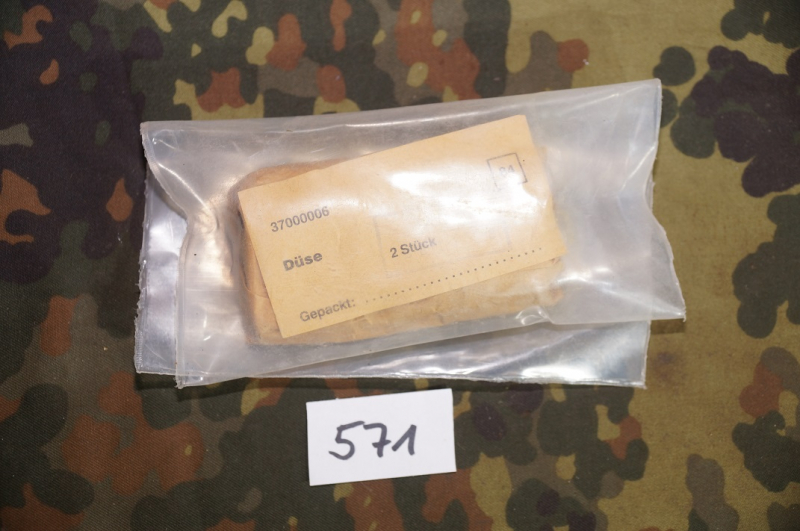 37000006
Düse
2 Stück
Gepackt:
571